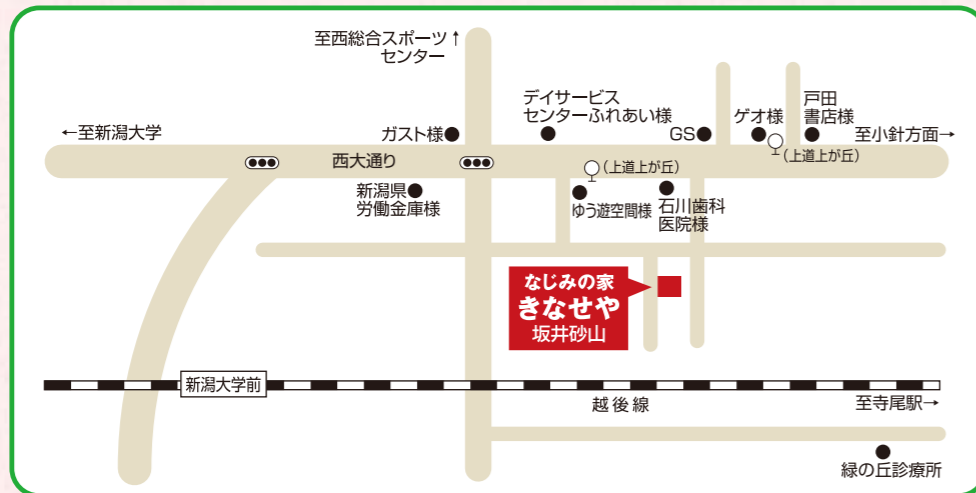 至西総合スポーツ↑
センター
←至新潟大学
ガスト様
デイサービス
センターふれあい様
GS
ゲオ様
戸田
書店様
至小針方面→
西大通り
(上道上が丘)
(上道上が丘)
新潟県
労働金庫様
ゆう遊空間様
石川歯科
医院様
なじみの家
きなせや
坂井砂山
新潟大学前
越後線
至寺尾駅→
緑の丘診療所